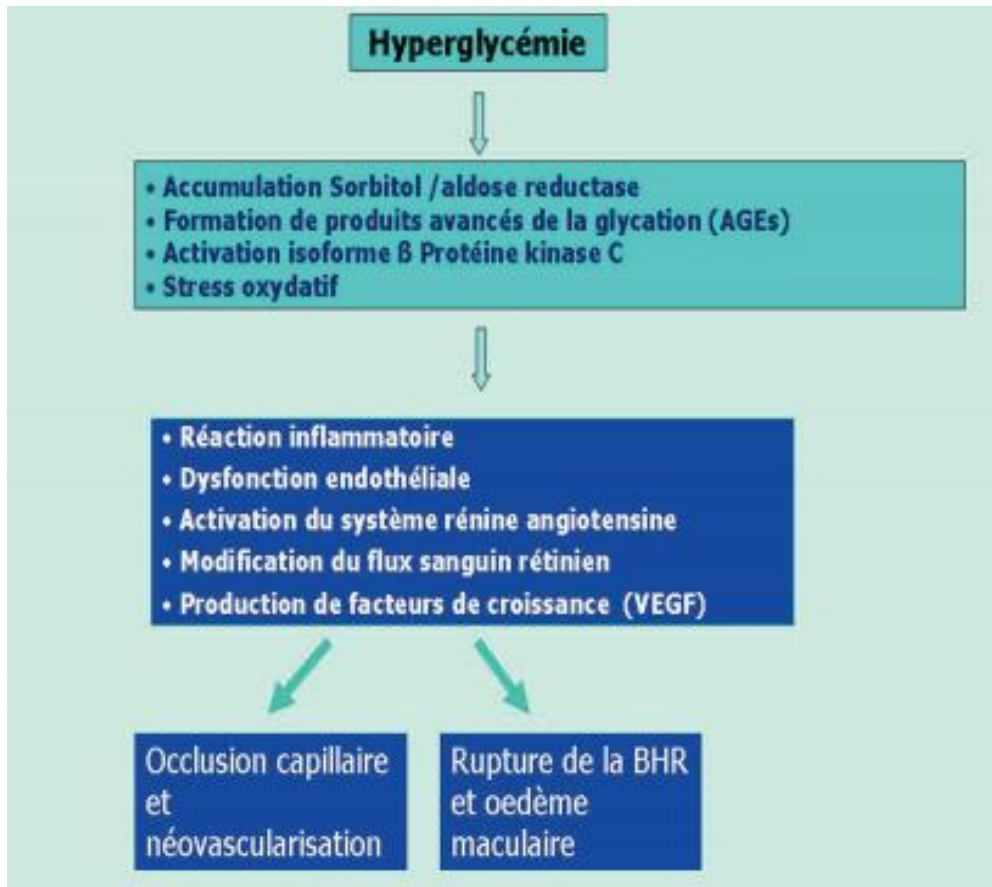 Hyperglycémie
• Accumulation Sorbitol /aldose reductase
• Formation de produits avancés de la glycation (AGEs)
• Activation isoforme ß Protéine kinase C
• Stress oxydatif
• Réaction inflammatoire
• Dysfonction endothéliale
• Activation du système rénine angiotensine
• Modification du flux sanguin rétinien
• Production de facteurs de croissance (VEGF)
Occlusion capillaire
et
néovascularisation
Rupture de la BHR
et oedème
maculaire